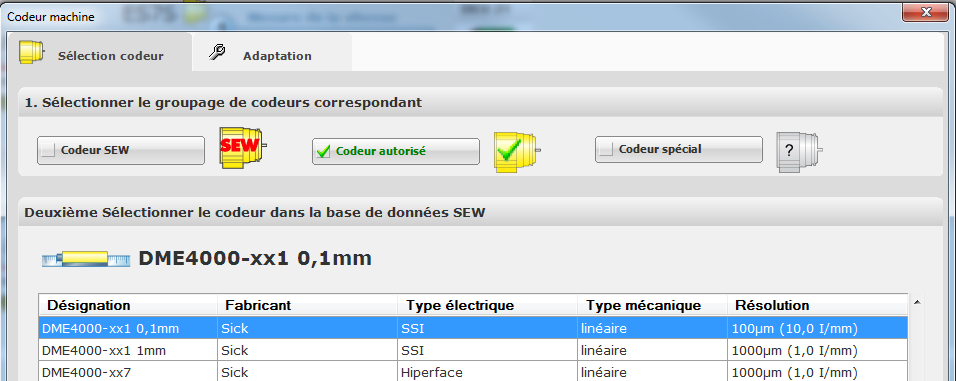 ES7S
Codeur machine
Sélection codeur
Adaptation
1. Sélectionner le groupage de codeurs correspondant
Codeur SEW
SEW
Codeur autorisé
Codeur spécial
?
Deuxième Sélectionner le codeur dans la base de données SEW
DME4000-xx1 0,1mm
Désignation Fabricant Type électrique Type mécanique Résolution
DME4000-xx1 0,1mm Sick SSI linéaire 100µm (10,0 I/mm)
DME4000-xx1 1mm Sick SSI linéaire 1000µm (1,0 I/mm)
DME4000-xx7 Sick Hiperface linéaire 1000µm (1,0 I/mm)